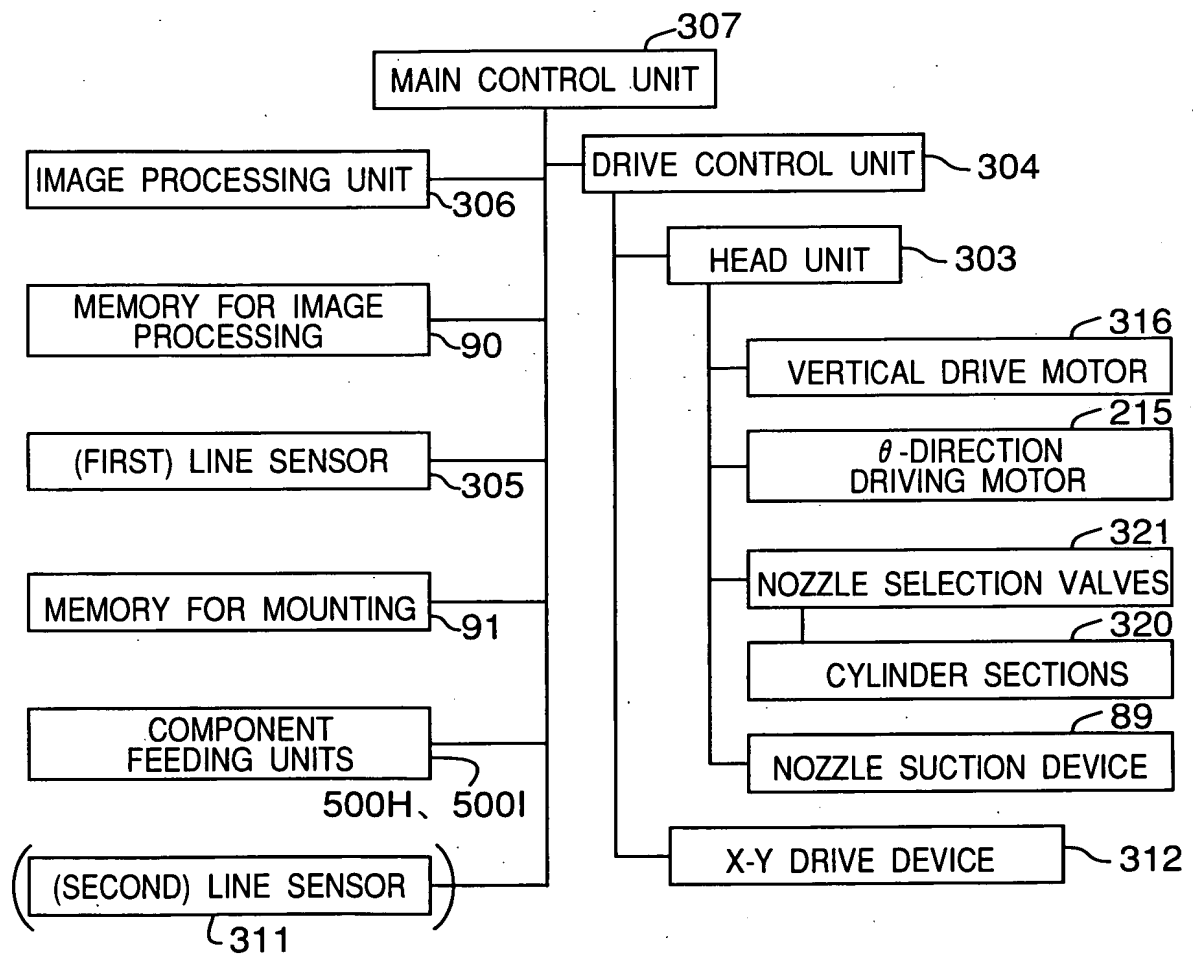 307
MAIN CONTROL UNIT
IMAGE PROCESSING UNIT
306
DRIVE CONTROL UNIT
304
HEAD UNIT
303
MEMORY FOR IMAGE
PROCESSING
90
316
VERTICAL DRIVE MOTOR
215
θ-DIRECTION
DRIVING MOTOR
(FIRST) LINE SENSOR
305
321
NOZZLE SELECTION VALVES
MEMORY FOR MOUNTING
91
320
CYLINDER SECTIONS
COMPONENT
FEEDING UNITS
500H、500I
89
NOZZLE SUCTION DEVICE
X-Y DRIVE DEVICE
312
(SECOND) LINE SENSOR
311